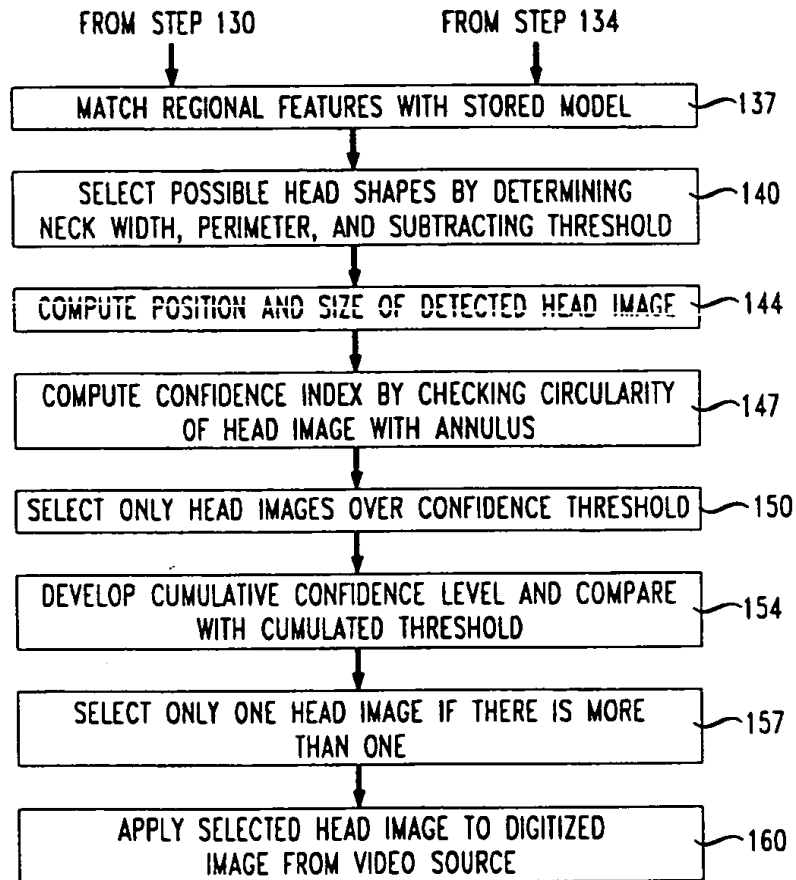 FROM STEP 130
FROM STEP 134
MATCH REGIONAL FEATURES WITH STORED MODEL
137
SELECT POSSIBLE HEAD SHAPES BY DETERMINING
NECK WIDTH, PERIMETER, AND SUBTRACTING THRESHOLD
140
COMPUTE POSITION AND SIZE OF DETECTED HEAD IMAGE
144
COMPUTE CONFIDENCE INDEX BY CHECKING CIRCULARITY
OF HEAD IMAGE WITH ANNULUS
147
SELECT ONLY HEAD IMAGES OVER CONFIDENCE THRESHOLD
150
DEVELOP CUMULATIVE CONFIDENCE LEVEL AND COMPARE
WITH CUMULATED THRESHOLD
154
SELECT ONLY ONE HEAD IMAGE IF THERE IS MORE
THAN ONE
157
APPLY SELECTED HEAD IMAGE TO DIGITIZED
IMAGE FROM VIDEO SOURCE
160